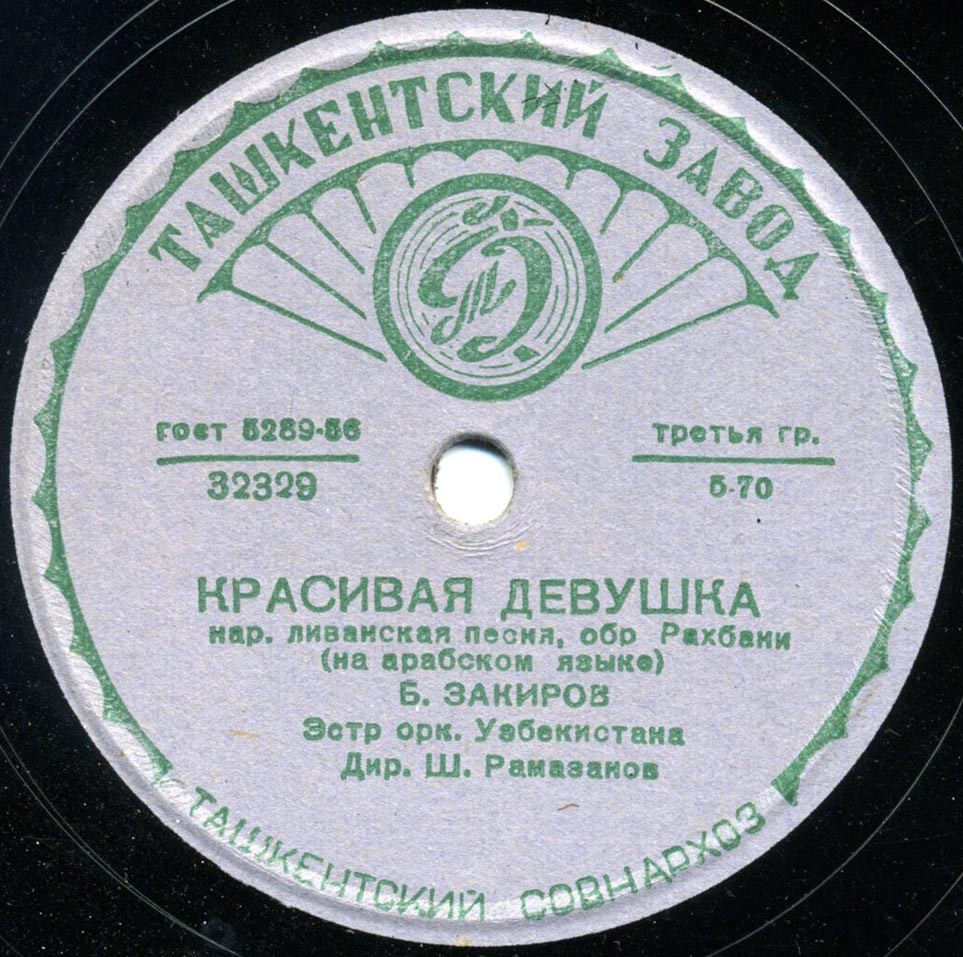 ТАШКЕНТСКИЙ ЗАВОД
гост 5289-56
32329
третья гр.
5-70
КРАСИВАЯ ДЕВУШКА
нар. ливанская песня, обр Рахбани
(на арабском языке)
Б. ЗАКИРОВ
Эстр орк. Узбекистана
Дир. Ш. Рамазанов
ТАШКЕНТСКИЙ СОВНАРХОЗ